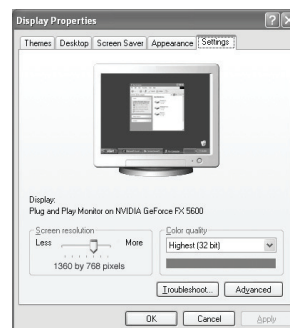 Display Properties
Themes Desktop Screen Saver Appearance Settings
Display:
Plug and Play Monitor on NVIDIA GeForce FX 5600
Screen resolution
Less More
1360 by 768 pixels
Color quality
Highest (32 bit)
Troubleshoot... Advanced
OK Cancel Apply